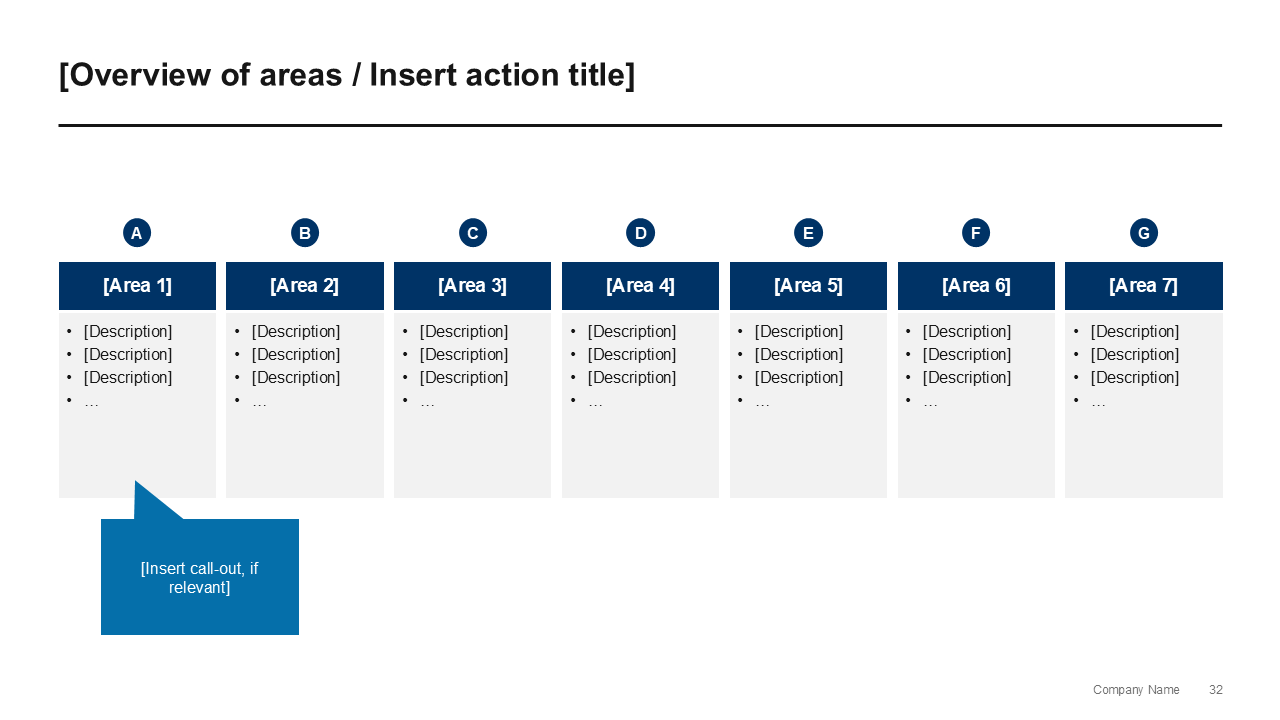 [Overview of areas / Insert action title]
A
B
C
D
E
F
G
[Area 1]
[Area 2]
[Area 3]
[Area 4]
[Area 5]
[Area 6]
[Area 7]
• [Description]
• [Description]
• [Description]
• …
• [Description]
• [Description]
• [Description]
• …
• [Description]
• [Description]
• [Description]
• …
• [Description]
• [Description]
• [Description]
• …
• [Description]
• [Description]
• [Description]
• …
• [Description]
• [Description]
• [Description]
• …
• [Description]
• [Description]
• [Description]
• …
[Insert call-out, if
relevant]
Company Name
32